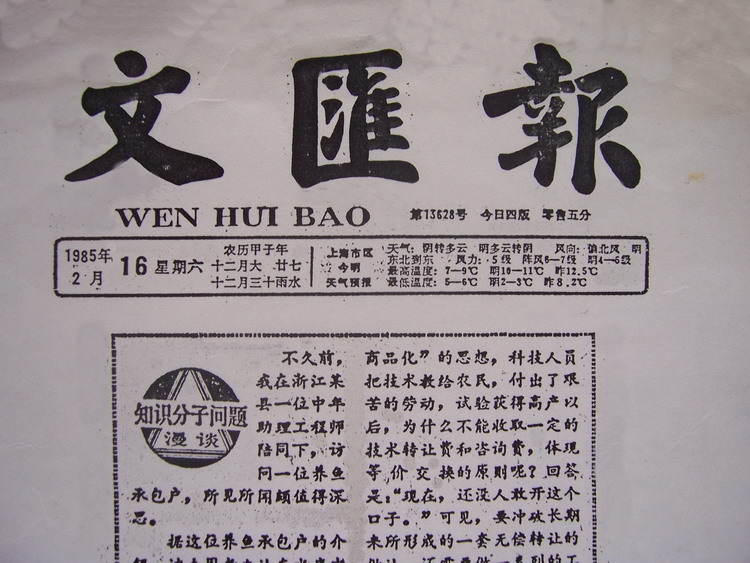 文匯報
WEN HUI BAO
第13628号 今日四版 零售五分
1985年
2月
16 星期六
农历甲子年
十二月大 廿七
十二月三十雨水
上海市区
今明
天气预报
天气：阴转多云 明多云转阴 风向：偏北风 明
东北到东 风力：5级 阵风6—7级 明4—5级
最高温度：7—9℃ 明10—11℃ 昨12.5℃
最低温度：5—6℃ 明2—3℃ 昨8.2℃
知识分子问题
漫谈
不久前，
我在浙江某
县一位中年
助理工程师
陪同下，访
问一位养鱼
承包户，所见所闻颇值得深
思。
据这位养鱼承包户的介
商品化”的思想，科技人员
把技术教给农民，付出了艰
苦的劳动，试验获得高产以
后，为什么不能收取一定的
技术转让费和咨询费，体现
等价交换的原则呢？回答
是：“现在，还没人敢开这个
口子。”可见，要冲破长期
来所形成的一套无偿转让的